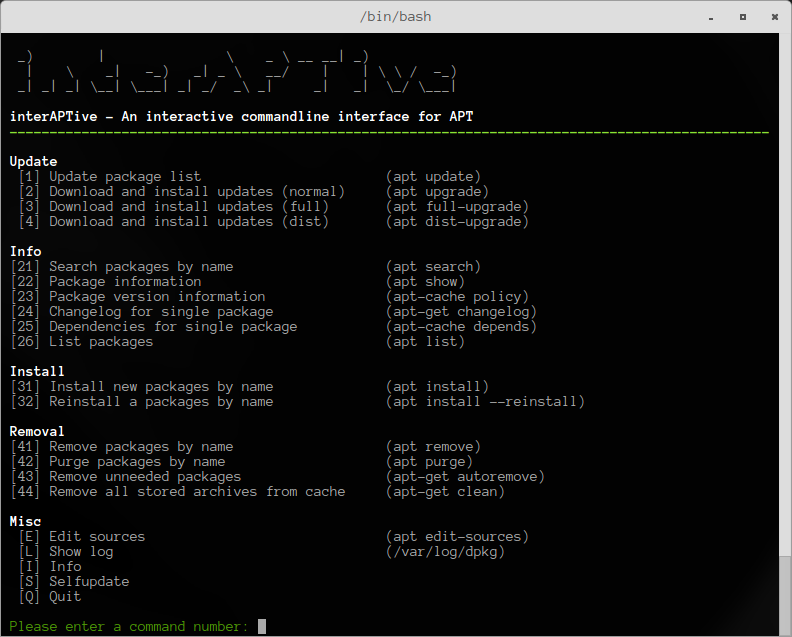 /bin/bash
interAPTive
interAPTive - An interactive commandline interface for APT
Update
[1] Update package list (apt update)
[2] Download and install updates (normal) (apt upgrade)
[3] Download and install updates (full) (apt full-upgrade)
[4] Download and install updates (dist) (apt dist-upgrade)
Info
[21] Search packages by name (apt search)
[22] Package information (apt show)
[23] Package version information (apt-cache policy)
[24] Changelog for single package (apt-get changelog)
[25] Dependencies for single package (apt-cache depends)
[26] List packages (apt list)
Install
[31] Install new packages by name (apt install)
[32] Reinstall a packages by name (apt install --reinstall)
Removal
[41] Remove packages by name (apt remove)
[42] Purge packages by name (apt purge)
[43] Remove unneeded packages (apt-get autoremove)
[44] Remove all stored archives from cache (apt-get clean)
Misc
[E] Edit sources (apt edit-sources)
[L] Show log (/var/log/dpkg)
[I] Info
[S] Selfupdate
[Q] Quit
Please enter a command number: